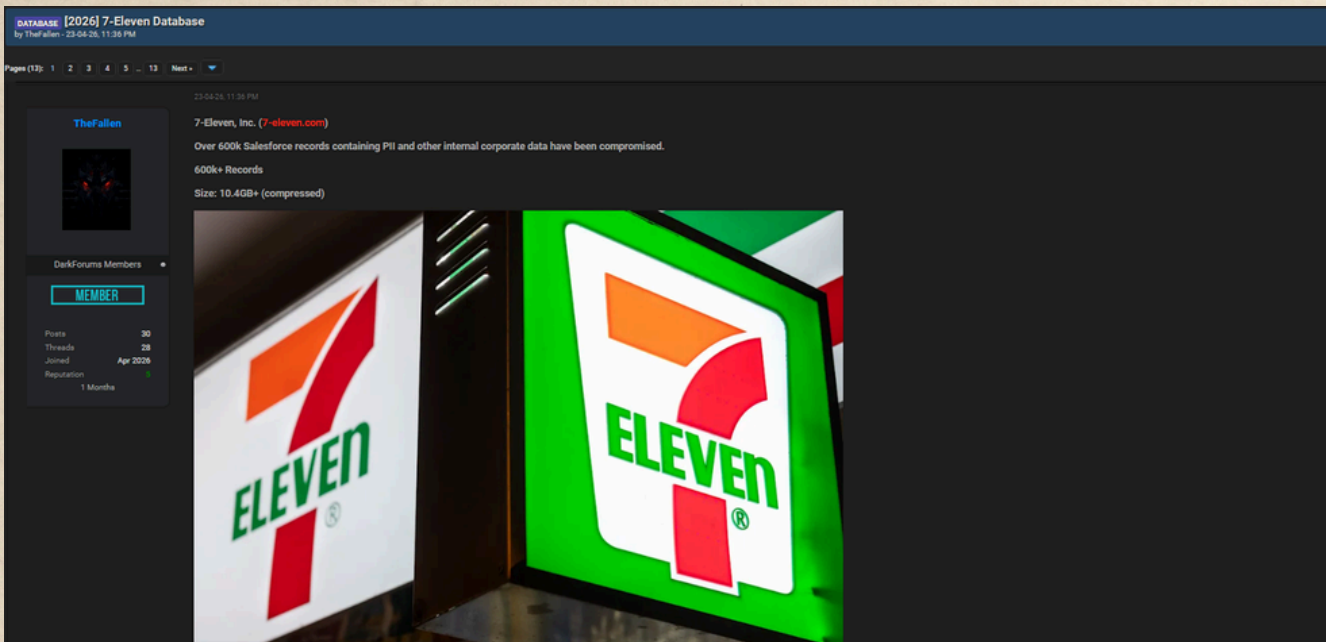 DATABASE [2026] 7-Eleven Database
by TheFallen - 23-04-26, 11:36 PM
Pages (13): 1 2 3 4 5 ... 13 Next »
23-04-26, 11:36 PM
TheFallen
7-Eleven, Inc. (7-eleven.com)
Over 600k Salesforce records containing PII and other internal corporate data have been compromised.
600k+ Records
Size: 10.4GB+ (compressed)
DarkForums Members
MEMBER
Posts 30
Threads 28
Joined Apr 2026
Reputation
1 Months
7
ELEVEn
®
7
ELEVEn
®